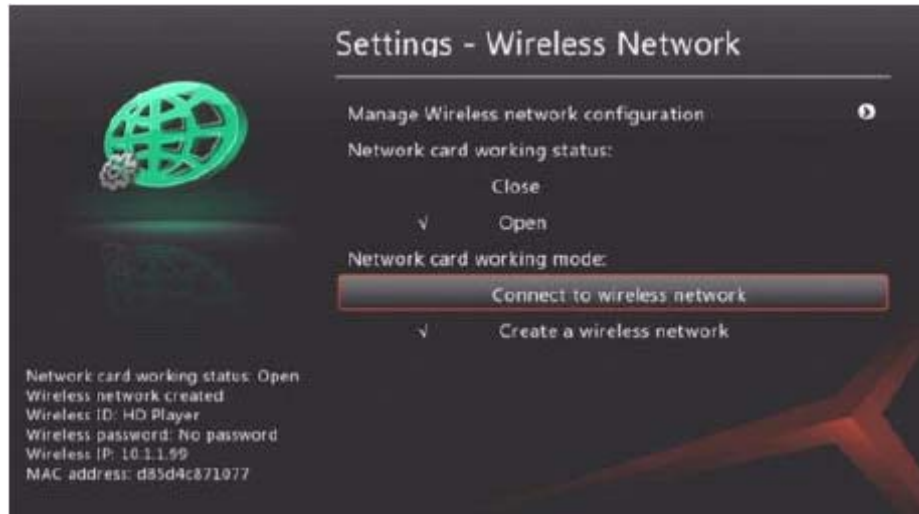 Settings - Wireless Network
Manage Wireless network configuration
Network card working status:
Close
√ Open
Network card working mode:
Connect to wireless network
√ Create a wireless network
Network card working status: Open
Wireless network created
Wireless ID: HD Player
Wireless password: No password
Wireless IP: 10.1.1.99
MAC address: d85d4c871077